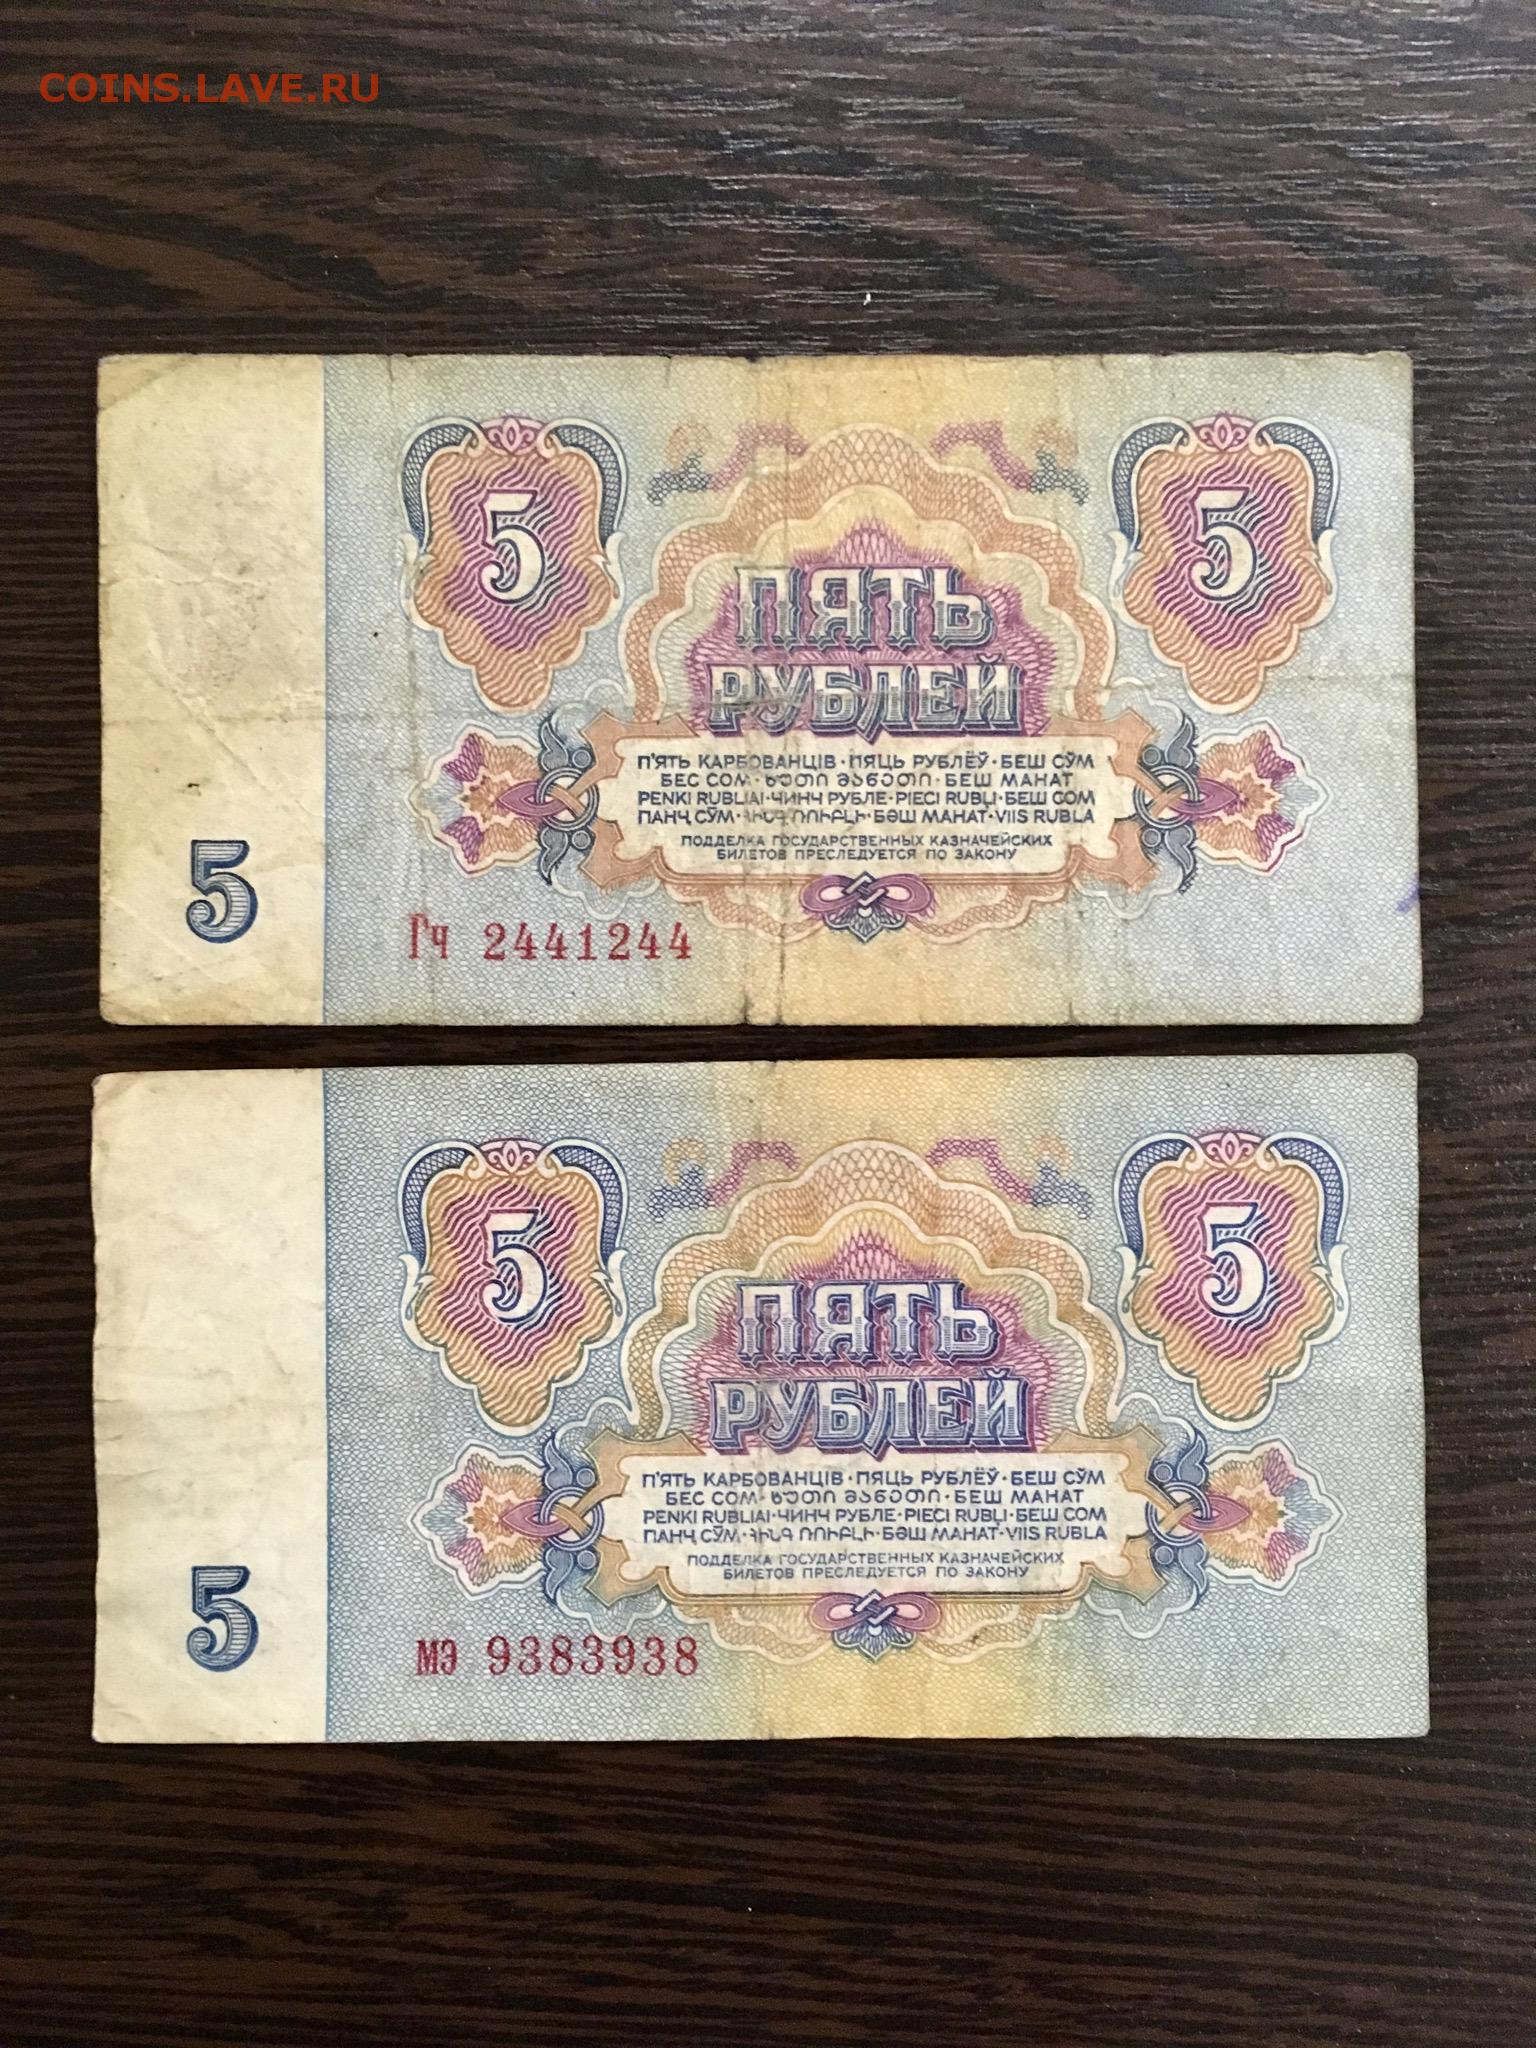 COINS.LAVE.RU
5
5
ПЯТЬ
РУБЛЕЙ
П'ЯТЬ КАРБОВАНЦІВ · ПЯЦЬ РУБЛЁЎ · БЕШ СЎМ
БЕС СОМ · ᲮᲣᲗᲘ ᲛᲐᲜᲔᲗᲘ · БЕШ МАНАТ
PENKI RUBLIAI · ЧИНЧ РУБЛЕ · PIECI RUBĻI · БЕШ СОМ
ПАНҶ СЎМ · ՀԻՆԳ ՌՈՒԲԼԻ · БӘШ МАНАТ · VIIS RUBLA
ПОДДЕЛКА ГОСУДАРСТВЕННЫХ КАЗНАЧЕЙСКИХ
БИЛЕТОВ ПРЕСЛЕДУЕТСЯ ПО ЗАКОНУ
5
Гч 2441244
5
5
ПЯТЬ
РУБЛЕЙ
П'ЯТЬ КАРБОВАНЦІВ · ПЯЦЬ РУБЛЁЎ · БЕШ СЎМ
БЕС СОМ · ᲮᲣᲗᲘ ᲛᲐᲜᲔᲗᲘ · БЕШ МАНАТ
PENKI RUBLIAI · ЧИНЧ РУБЛЕ · PIECI RUBĻI · БЕШ СОМ
ПАНҶ СЎМ · ՀԻՆԳ ՌՈՒԲԼԻ · БӘШ МАНАТ · VIIS RUBLA
ПОДДЕЛКА ГОСУДАРСТВЕННЫХ КАЗНАЧЕЙСКИХ
БИЛЕТОВ ПРЕСЛЕДУЕТСЯ ПО ЗАКОНУ
5
мэ 9383938